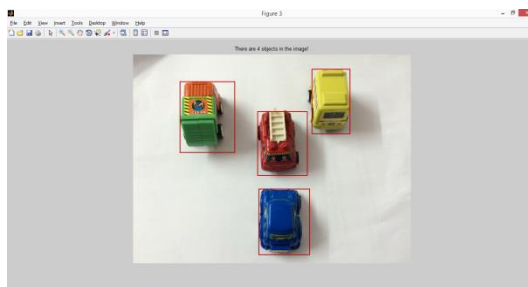 Figure 3
File Edit View Insert Tools Desktop Window Help
There are 4 objects in the image!